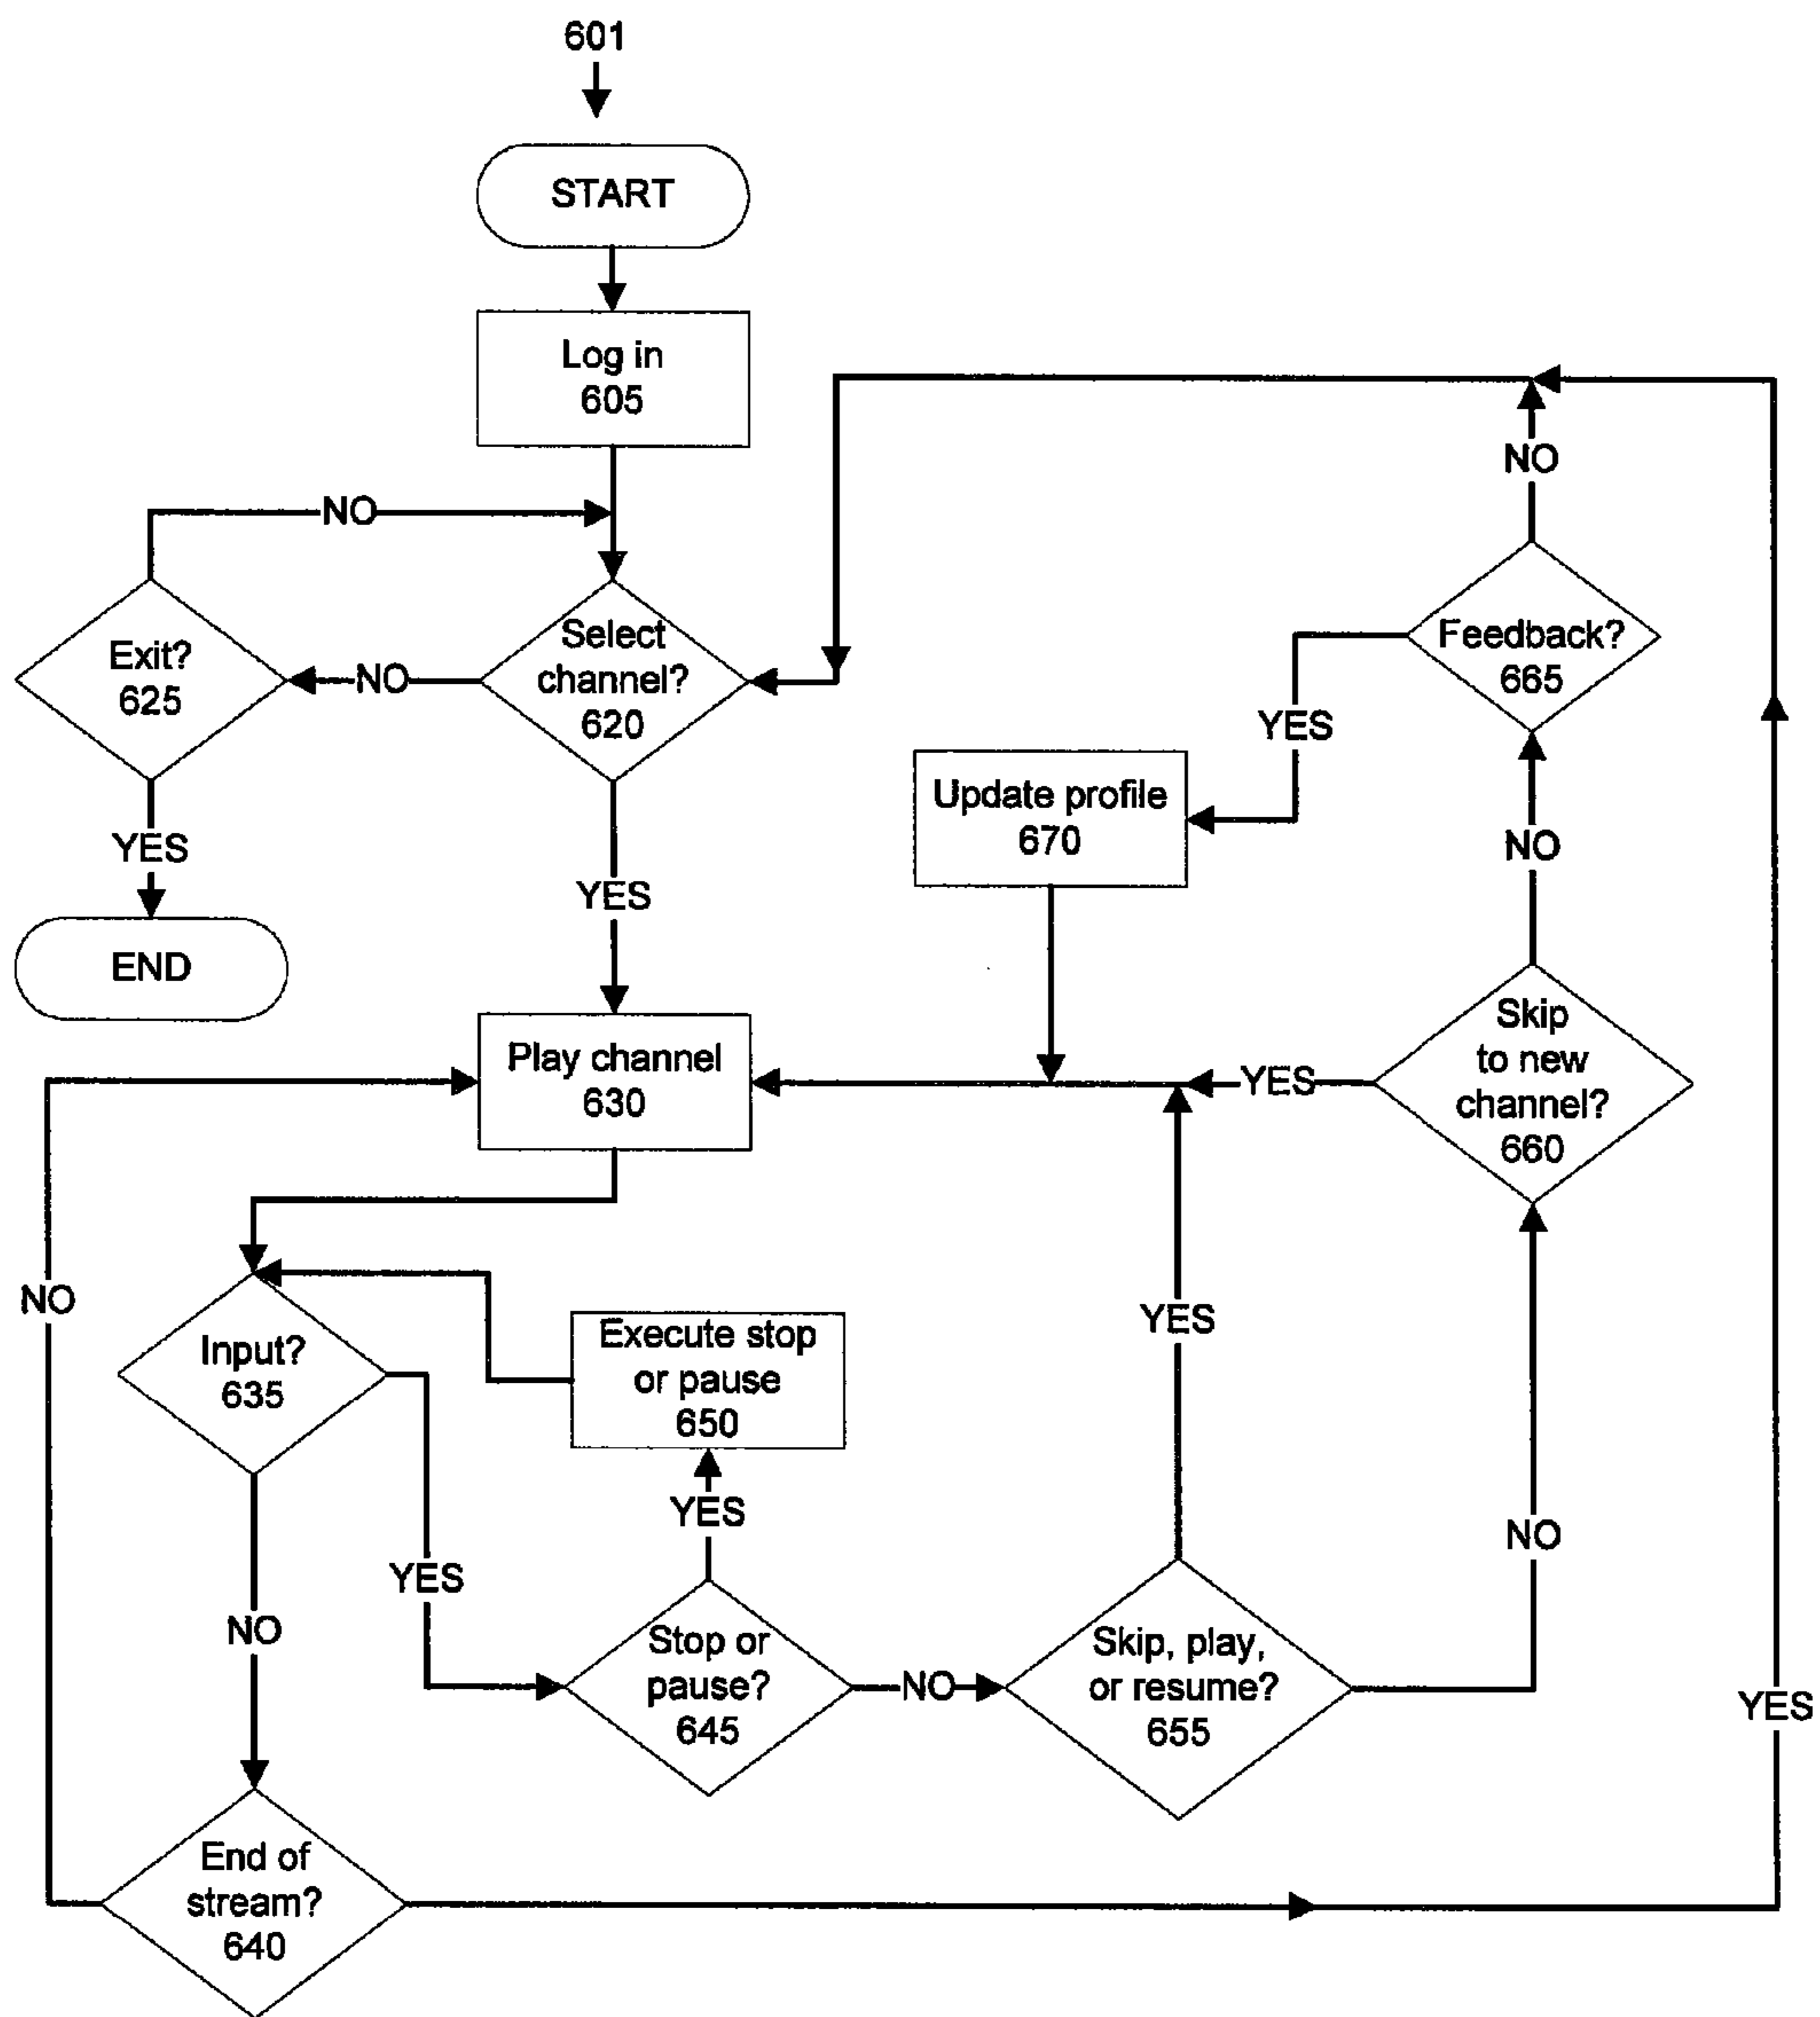 601
START
Log in
605
NO
NO
Exit?
625
NO
Select
channel?
620
Feedback?
665
YES
Update profile
670
YES
NO
YES
END
Skip
to new
channel?
660
Play channel
630
YES
NO
Input?
635
Execute stop
or pause
650
YES
YES
NO
YES
NO
Stop or
pause?
645
NO
Skip, play,
or resume?
655
YES
End of
stream?
640